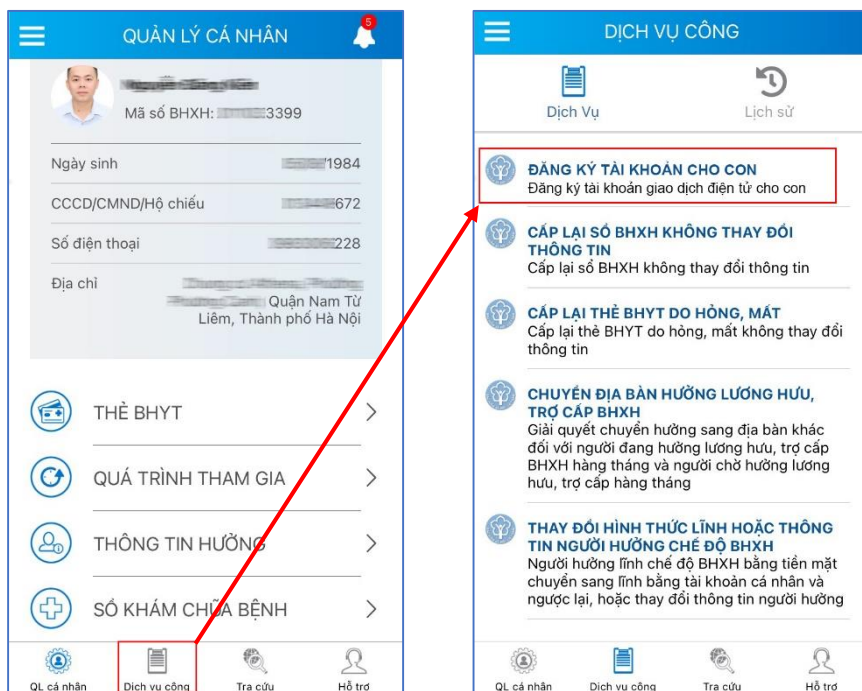 QUẢN LÝ CÁ NHÂN
5
Mã số BHXH: 3399
Ngày sinh /1984
CCCD/CMND/Hộ chiếu 672
Số điện thoại 228
Địa chỉ
Quận Nam Từ
Liêm, Thành phố Hà Nội
THẺ BHYT
QUÁ TRÌNH THAM GIA
THÔNG TIN HƯỞNG
SỔ KHÁM CHỮA BỆNH
QL cá nhân Dịch vụ công Tra cứu Hỗ trợ
DỊCH VỤ CÔNG
Dịch Vụ Lịch sử
ĐĂNG KÝ TÀI KHOẢN CHO CON
Đăng ký tài khoản giao dịch điện tử cho con
CẤP LẠI SỔ BHXH KHÔNG THAY ĐỔI
THÔNG TIN
Cấp lại sổ BHXH không thay đổi thông tin
CẤP LẠI THẺ BHYT DO HỎNG, MẤT
Cấp lại thẻ BHYT do hỏng, mất không thay đổi
thông tin
CHUYỂN ĐỊA BÀN HƯỞNG LƯƠNG HƯU,
TRỢ CẤP BHXH
Giải quyết chuyển hưởng sang địa bàn khác
đối với người đang hưởng lương hưu, trợ cấp
BHXH hàng tháng và người chờ hưởng lương
hưu, trợ cấp hàng tháng
THAY ĐỔI HÌNH THỨC LĨNH HOẶC THÔNG
TIN NGƯỜI HƯỞNG CHẾ ĐỘ BHXH
Người hưởng lĩnh chế độ BHXH bằng tiền mặt
chuyển sang lĩnh bằng tài khoản cá nhân và
ngược lại, hoặc thay đổi thông tin người hưởng
QL cá nhân Dịch vụ công Tra cứu Hỗ trợ